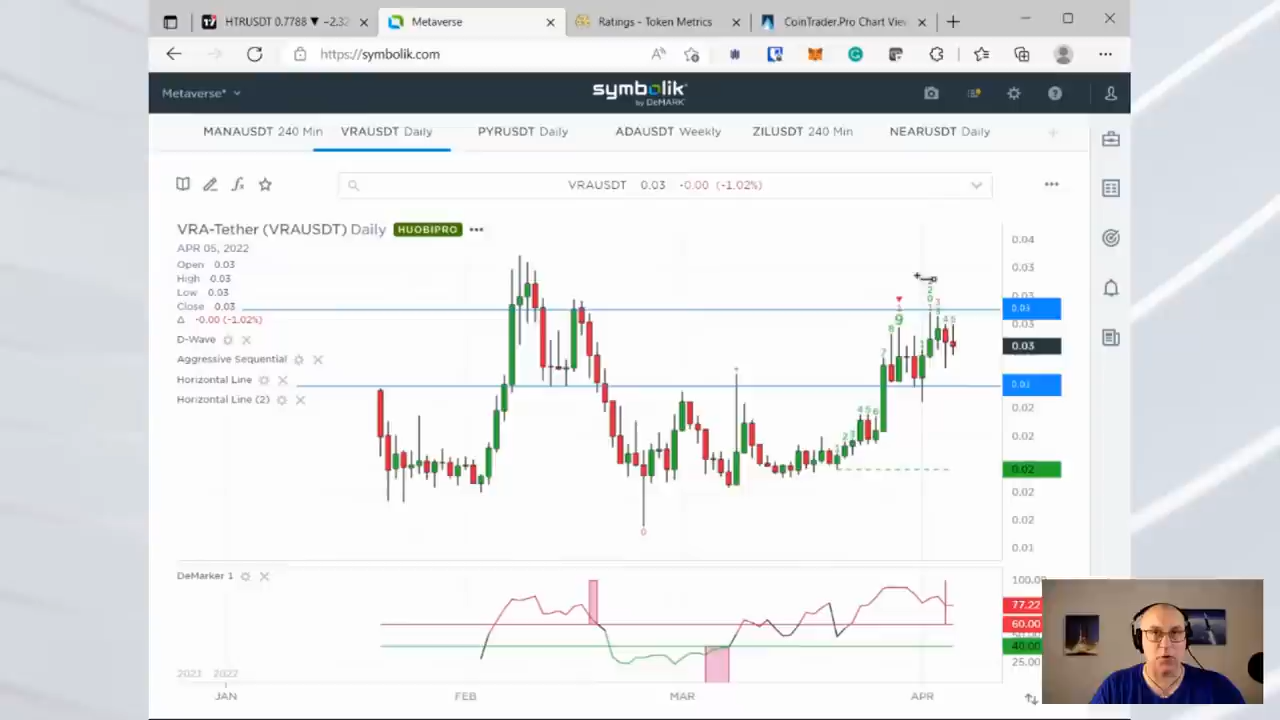 HTRUSDT 0.7788 ▼ −2.32
Metaverse
Ratings - Token Metrics
CoinTrader.Pro Chart View
https://symbolik.com
Metaverse*
symbolik
by DeMARK
MANAUSDT 240 Min
VRAUSDT Daily
PYRUSDT Daily
ADAUSDT Weekly
ZILUSDT 240 Min
NEARUSDT Daily
VRAUSDT 0.03 -0.00 (-1.02%)
VRA-Tether (VRAUSDT) Daily HUOBIPRO
APR 05, 2022
Open 0.03
High 0.03
Low 0.03
Close 0.03
Δ -0.00 (-1.02%)
D-Wave
Aggressive Sequential
Horizontal Line
Horizontal Line (2)
0.04
0.03
0.03
0.03
0.03
0.02
0.02
0.02
0.02
0.02
0.01
DeMarker 1
100.00
77.22
60.00
40.00
25.00
2021 2022
JAN
FEB
MAR
APR